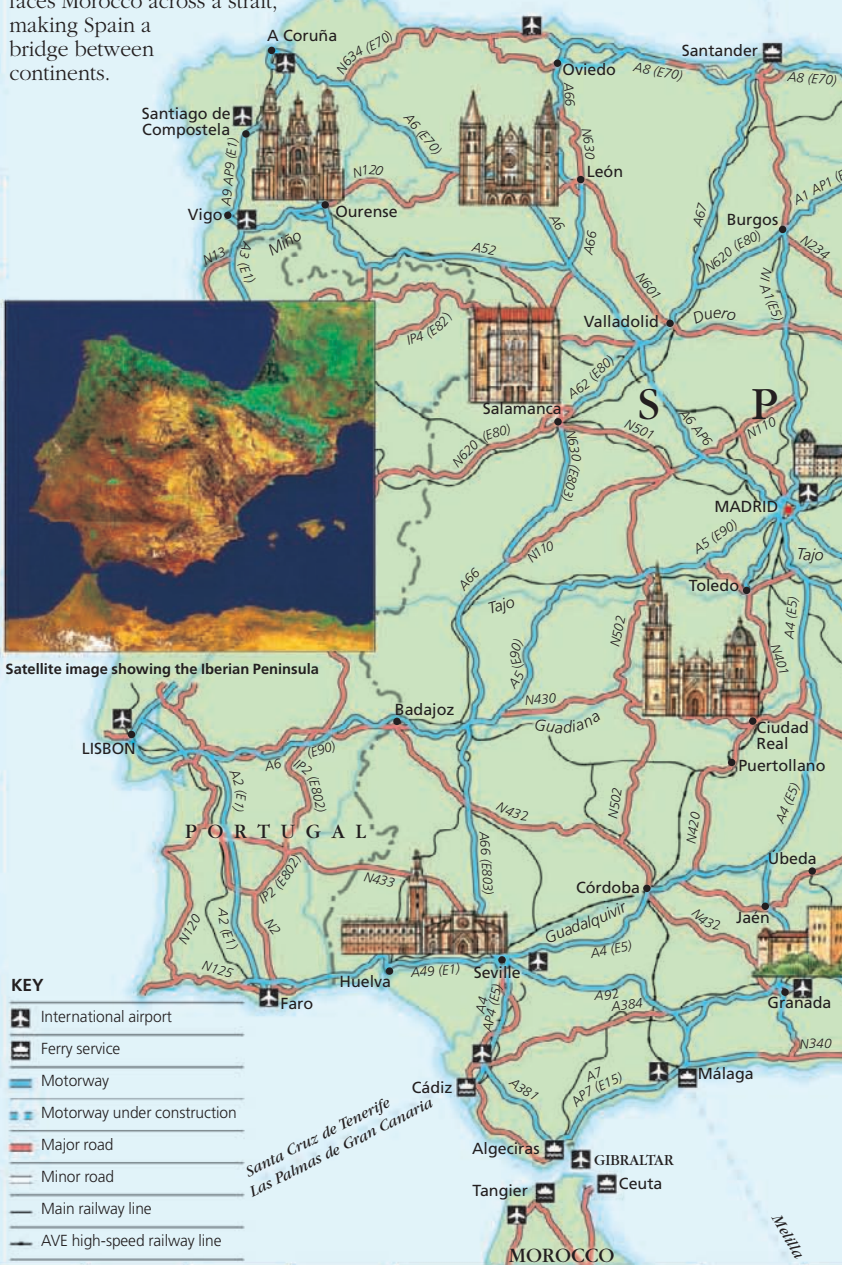 faces Morocco across a strait,
making Spain a
bridge between
continents.
A Coruña
N634 (E70)
Oviedo
A8 (E70)
Santander
A8 (E70)
Santiago de
Compostela
A6 (E70)
A66
N630
A9 AP9 (E1)
N120
León
Vigo
Ourense
A67
A1 AP1
Burgos
N13
A3 (E1)
Miño
A52
A6
A66
N620 (E80)
N234
N601
N1 A1(E5)
IP4 (E82)
Valladolid
Duero
A62 (E80)
Salamanca
S P
N620 (E80)
N630 (E803)
N501
A6 AP6
N110
MADRID
N110
A5 (E90)
Tajo
A66
Toledo
Tajo
N502
A4 (E5)
A5 (E90)
N401
Satellite image showing the Iberian Peninsula
N430
Badajoz
Guadiana
Ciudad
Real
LISBON
A6
(E90)
IP2 (E802)
Puertollano
A2 (E1)
N432
N502
N420
A4 (E5)
PORTUGAL
A66 (E803)
Ubeda
N433
IP2 (E802)
Córdoba
Jaén
N120
A2 (E1)
N2
Guadalquivir
N432
A4 (E5)
N125
Huelva
A49 (E1)
Seville
Faro
A4
AP4 (E5)
A92
A384
Granada
N340
KEY
International airport
Ferry service
Motorway
Motorway under construction
Major road
Minor road
Main railway line
AVE high-speed railway line
Cádiz
A381
A7
AP7 (E15)
Málaga
Santa Cruz de Tenerife
Las Palmas de Gran Canaria
Algeciras
GIBRALTAR
Tangier
Ceuta
Melilla
MOROCCO